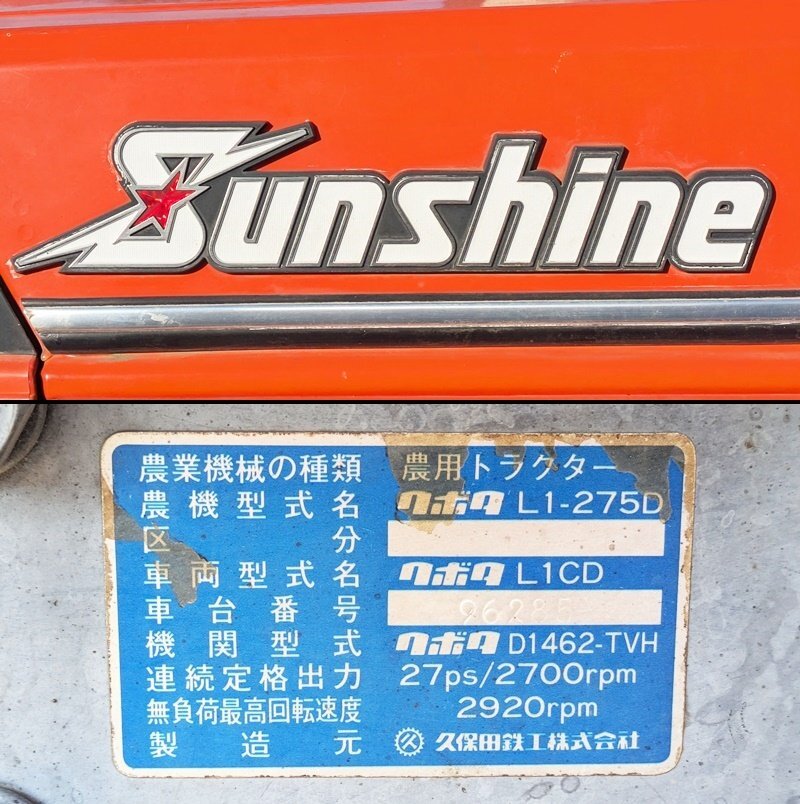 Sunshine
農業機械の種類 農用トラクター
農機型式名 クボタ L1-275D
区分
車両型式名 クボタ L1CD
車台番号 96285
機関型式 クボタ D1462-TVH
連続定格出力 27ps/2700rpm
無負荷最高回転速度 2920rpm
製造元 久保田鉄工株式会社